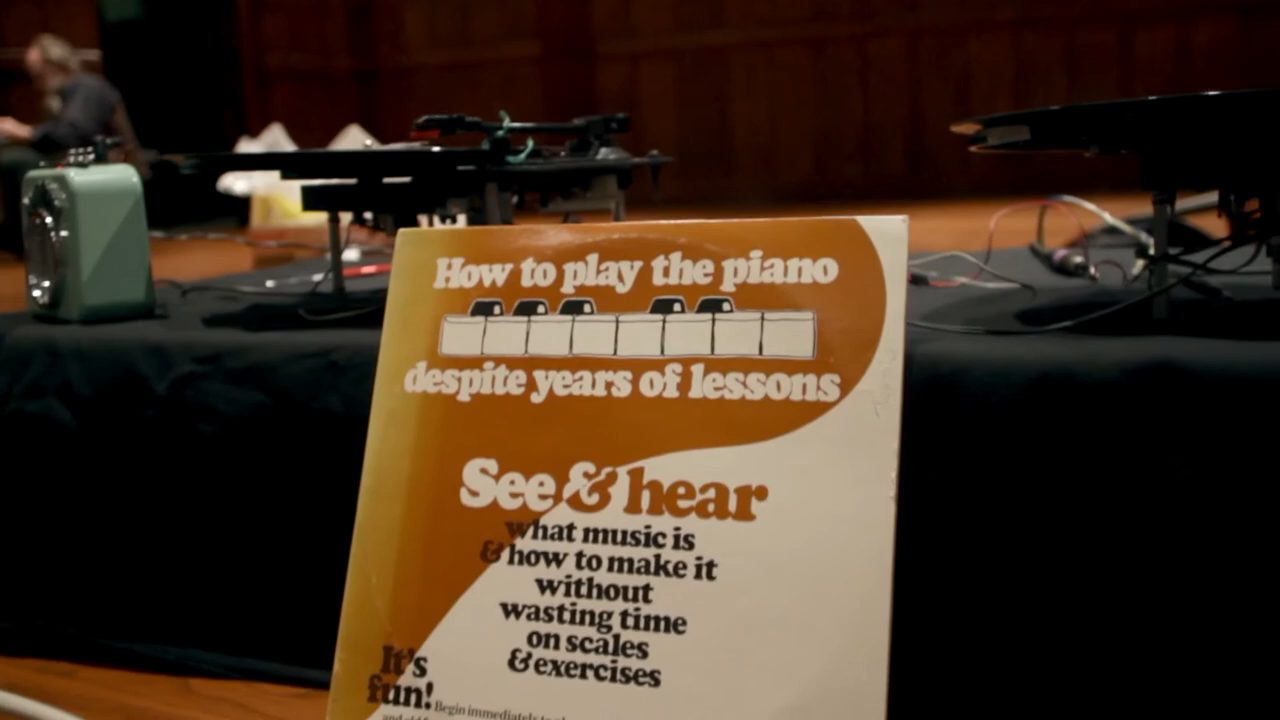 How to play the piano
despite years of lessons
See & hear
what music is
& how to make it
without
wasting time
on scales
& exercises
It's
fun!
Begin immediately to